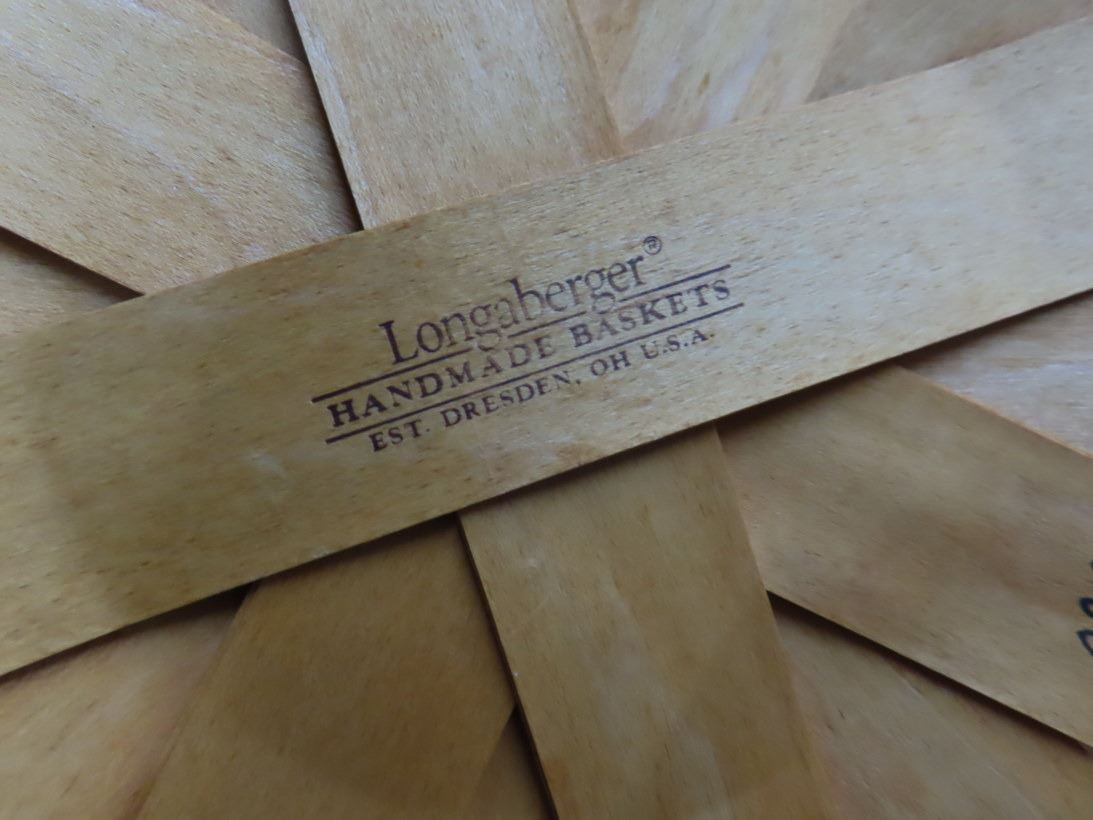 Longaberger®
HANDMADE BASKETS
EST. DRESDEN, OH U.S.A.